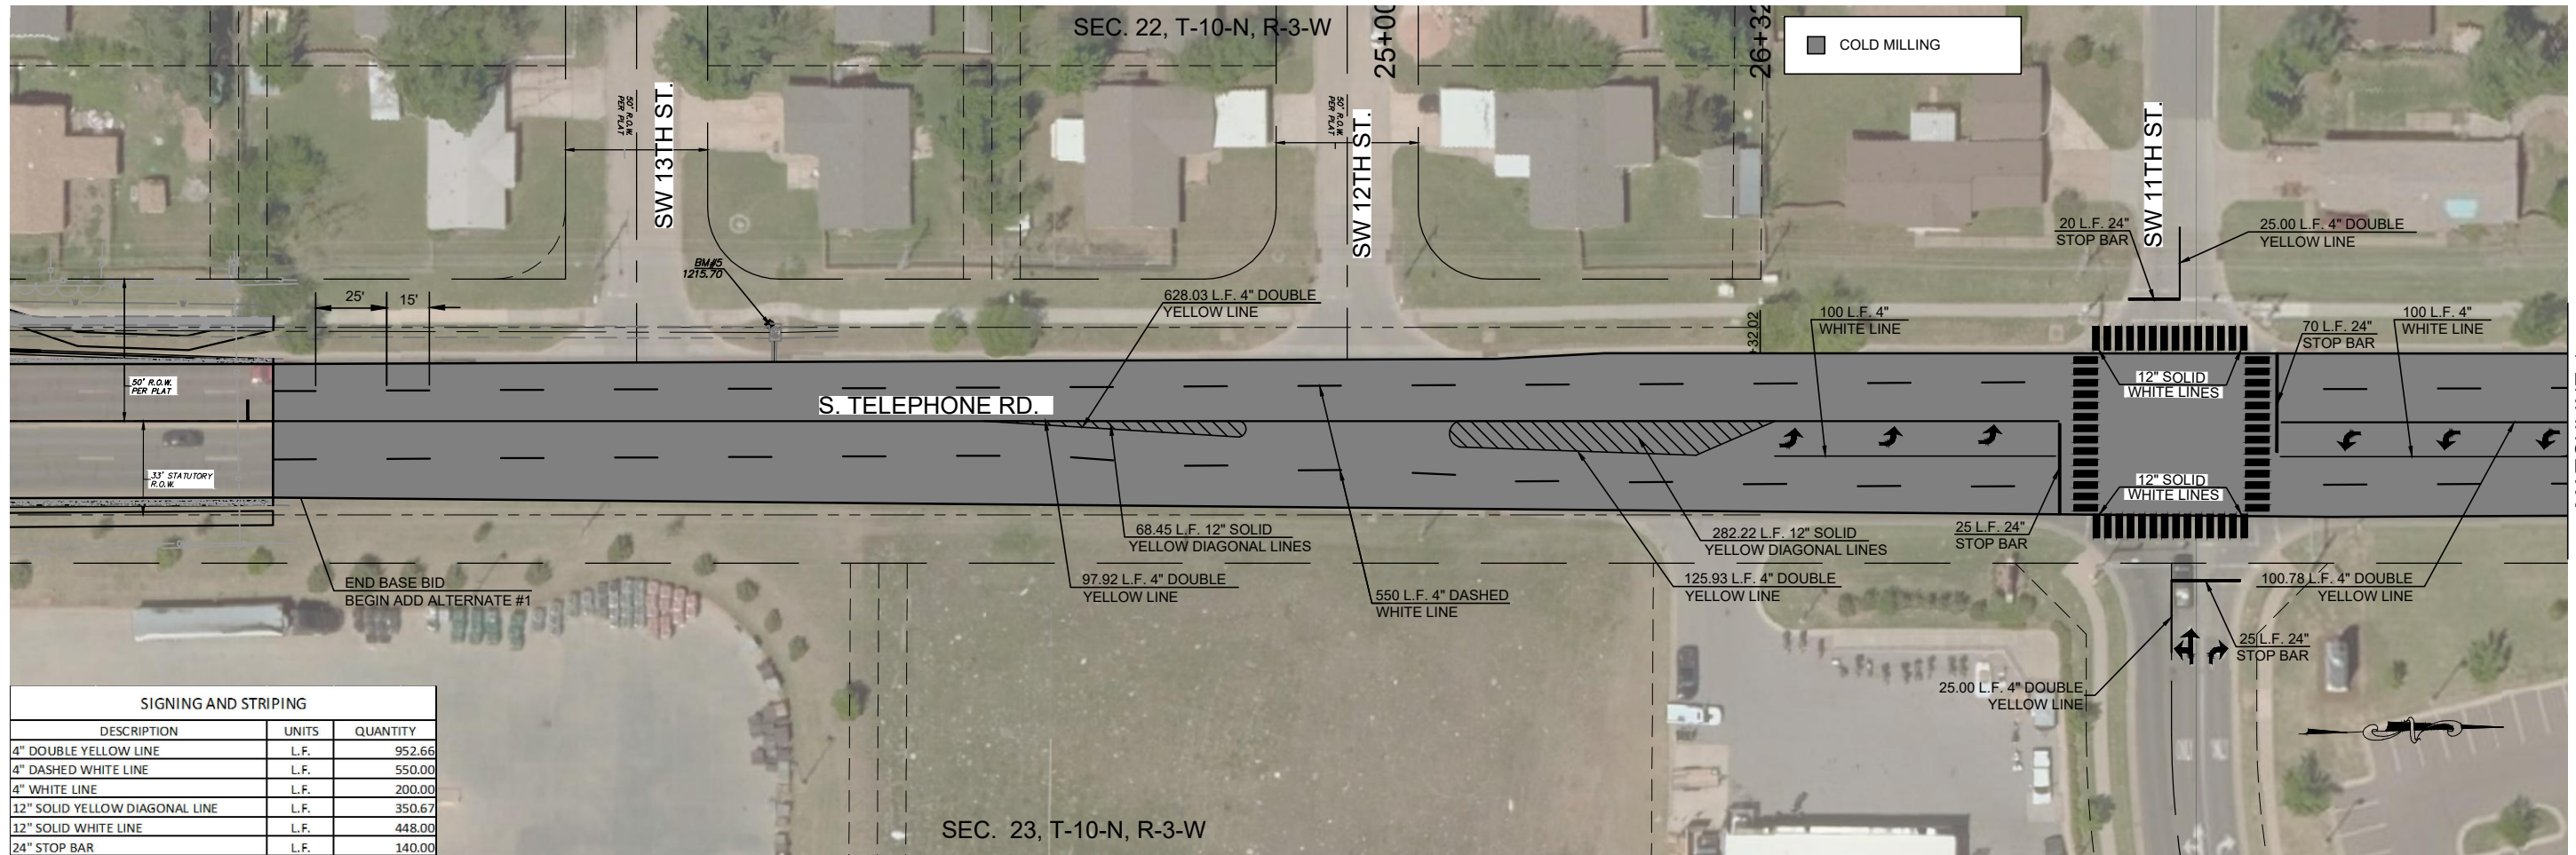 SEC. 22, T-10-N, R-3-W
25+00
26+32
COLD MILLING
50' R.O.W.
PER PLAT
SW 13TH ST.
50' R.O.W.
PER PLAT
SW 12TH ST.
SW 11TH ST.
20 L.F. 24"
STOP BAR
25.00 L.F. 4" DOUBLE
YELLOW LINE
BM#5
1215.70
25'
15'
628.03 L.F. 4" DOUBLE
YELLOW LINE
+32.02
100 L.F. 4"
WHITE LINE
70 L.F. 24"
STOP BAR
100 L.F. 4"
WHITE LINE
50' R.O.W.
PER PLAT
12" SOLID
WHITE LINES
S. TELEPHONE RD.
33' STATUTORY
R.O.W.
12" SOLID
WHITE LINES
68.45 L.F. 12" SOLID
YELLOW DIAGONAL LINES
282.22 L.F. 12" SOLID
YELLOW DIAGONAL LINES
25 L.F. 24"
STOP BAR
END BASE BID
BEGIN ADD ALTERNATE #1
97.92 L.F. 4" DOUBLE
YELLOW LINE
550 L.F. 4" DASHED
WHITE LINE
125.93 L.F. 4" DOUBLE
YELLOW LINE
100.78 L.F. 4" DOUBLE
YELLOW LINE
25 L.F. 24"
STOP BAR
25.00 L.F. 4" DOUBLE
YELLOW LINE
SIGNING AND STRIPING
DESCRIPTION UNITS QUANTITY
4" DOUBLE YELLOW LINE L.F. 952.66
4" DASHED WHITE LINE L.F. 550.00
4" WHITE LINE L.F. 200.00
12" SOLID YELLOW DIAGONAL LINE L.F. 350.67
12" SOLID WHITE LINE L.F. 448.00
24" STOP BAR L.F. 140.00
SEC. 23, T-10-N, R-3-W